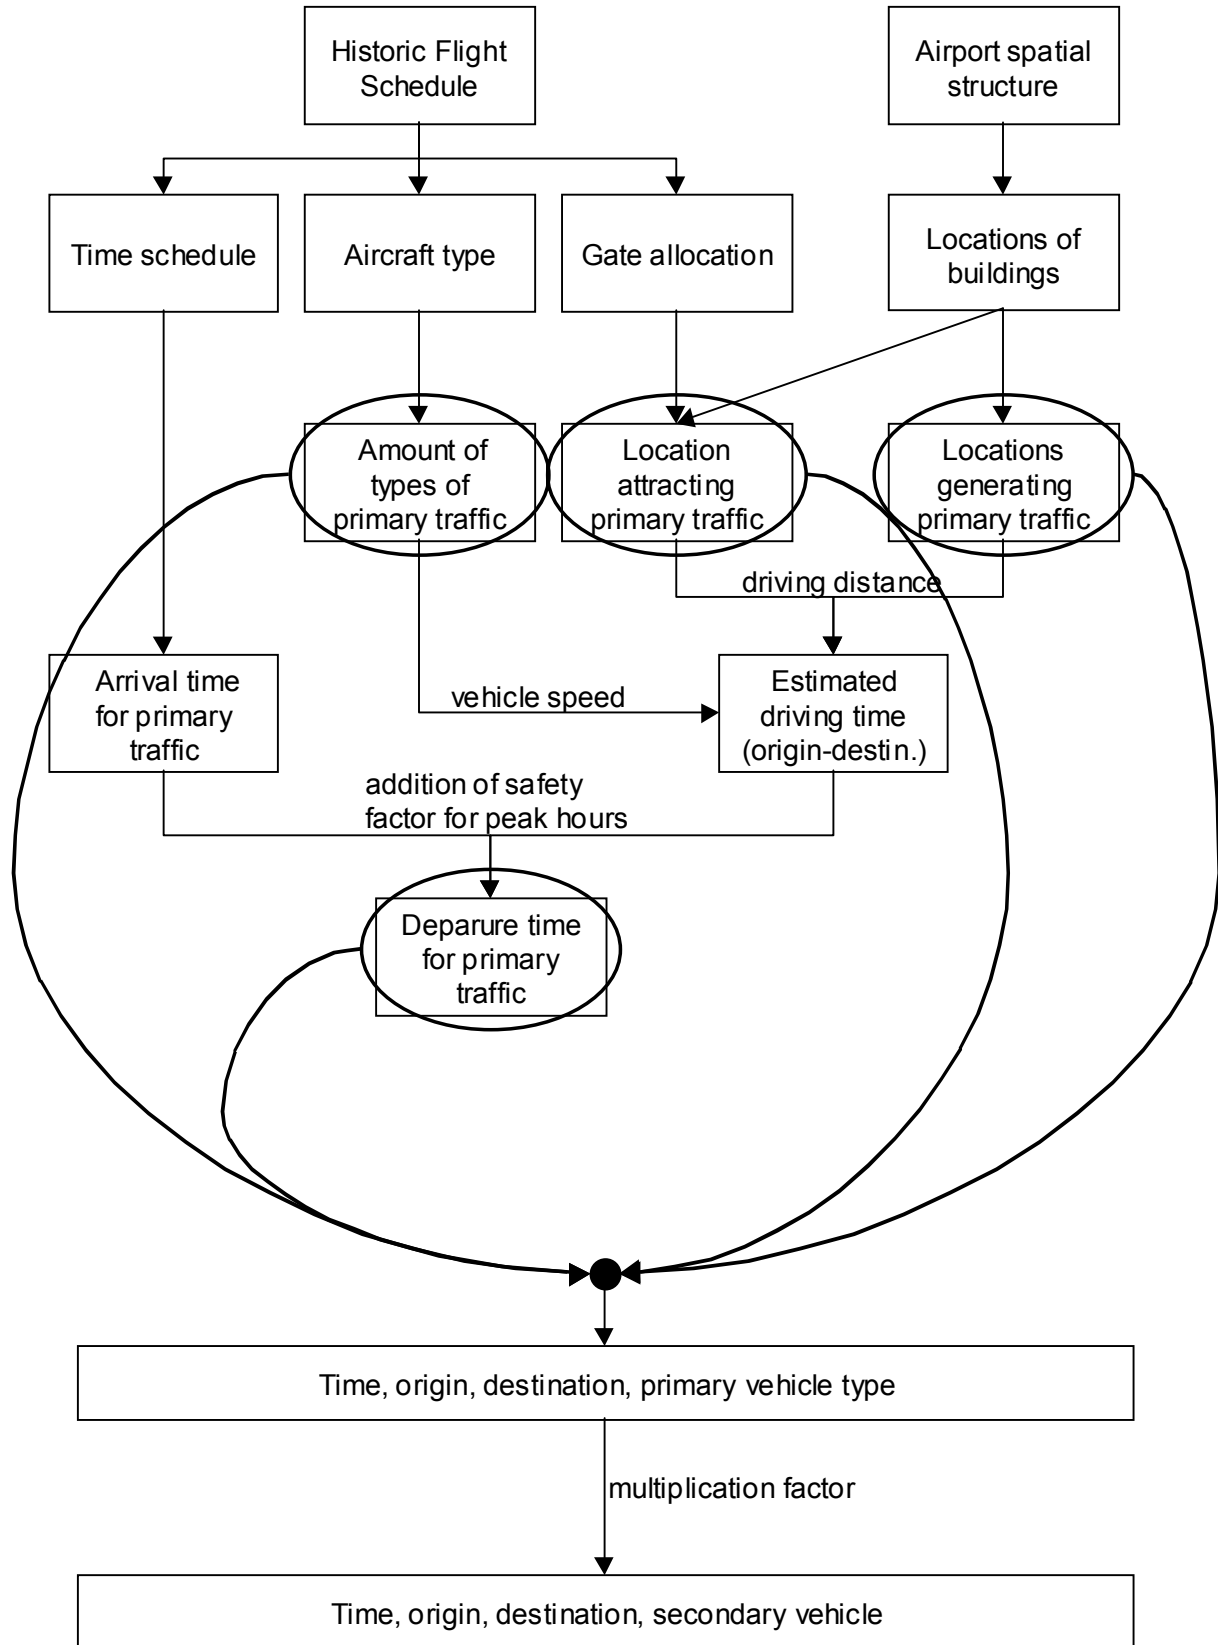 Historic Flight
Schedule
Airport spatial
structure
Time schedule
Aircraft type
Gate allocation
Locations of
buildings
Amount of
types of
primary traffic
Location
attracting
primary traffic
Locations
generating
primary traffic
driving distance
Arrival time
for primary
traffic
vehicle speed
Estimated
driving time
(origin-destin.)
addition of safety
factor for peak hours
Deparure time
for primary
traffic
Time, origin, destination, primary vehicle type
multiplication factor
Time, origin, destination, secondary vehicle